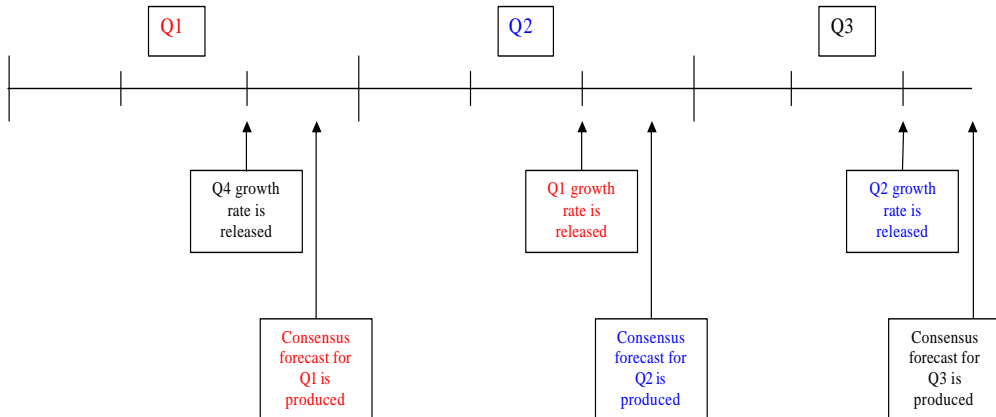 Q1
Q2
Q3
Q4 growth
rate is
released
Q1 growth
rate is
released
Q2 growth
rate is
released
Consensus
forecast for
Q1 is
produced
Consensus
forecast for
Q2 is
produced
Consensus
forecast for
Q3 is
produced